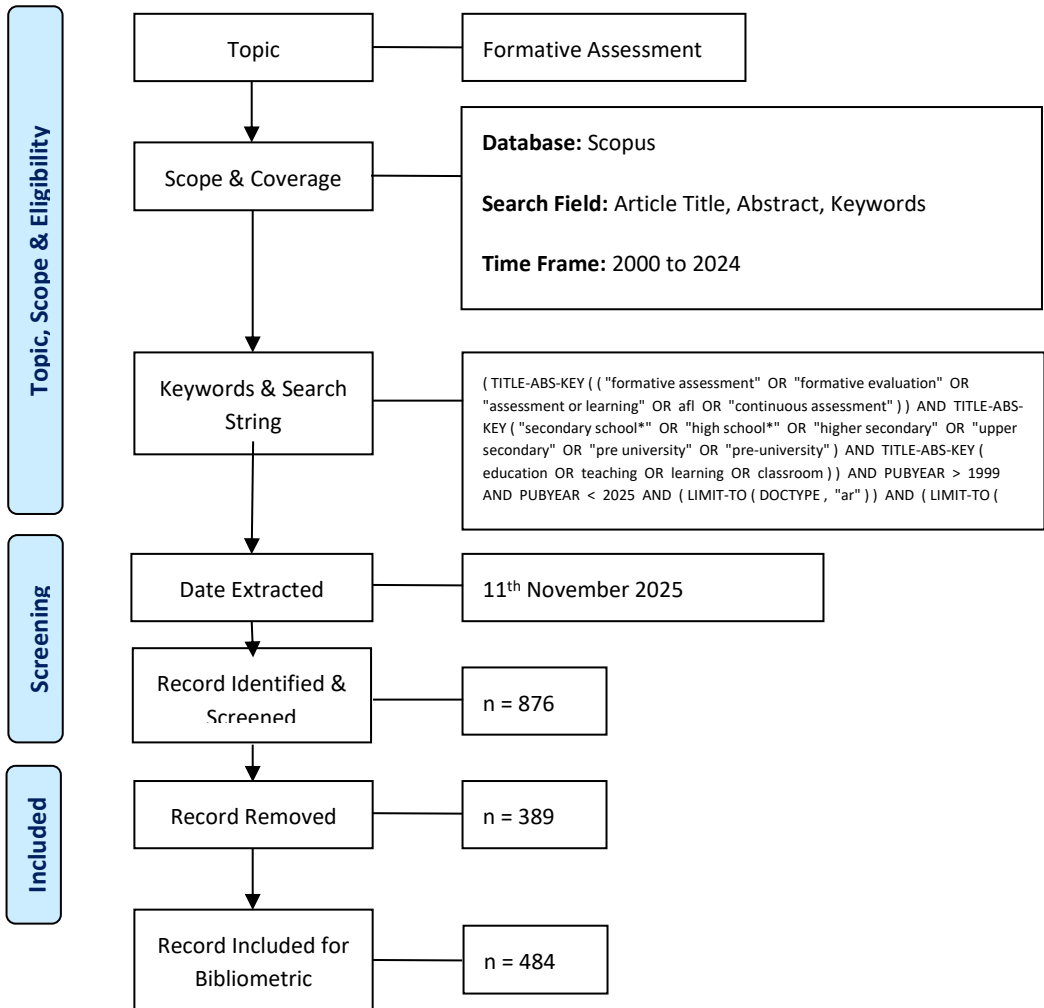 Topic, Scope & Eligibility
Topic
Formative Assessment
Scope & Coverage
Database: Scopus
Search Field: Article Title, Abstract, Keywords
Time Frame: 2000 to 2024
Keywords & Search
String
( TITLE-ABS-KEY ( ( "formative assessment" OR "formative evaluation" OR
"assessment or learning" OR afl OR "continuous assessment" ) ) AND TITLE-ABS-
KEY ( "secondary school*" OR "high school*" OR "higher secondary" OR "upper
secondary" OR "pre university" OR "pre-university" ) AND TITLE-ABS-KEY (
education OR teaching OR learning OR classroom ) ) AND PUBYEAR > 1999
AND PUBYEAR < 2025 AND ( LIMIT-TO ( DOCTYPE , "ar" ) ) AND ( LIMIT-TO (
Screening
Date Extracted
11th November 2025
Record Identified &
Screened
n = 876
Included
Record Removed
n = 389
Record Included for
Bibliometric
n = 484